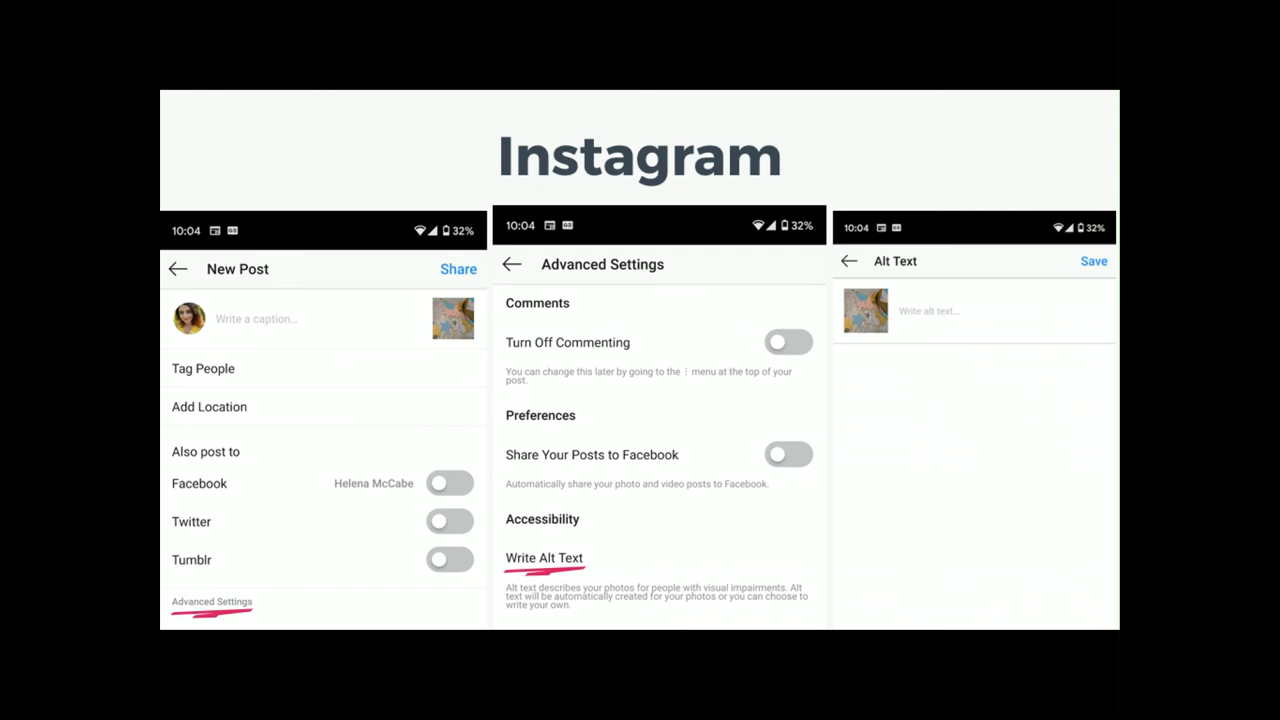 Instagram
10:04 32%
New Post Share
Write a caption...
Tag People
Add Location
Also post to
Facebook Helena McCabe
Twitter
Tumblr
Advanced Settings
10:04 32%
Advanced Settings
Comments
Turn Off Commenting
You can change this later by going to the ⋮ menu at the top of your
post.
Preferences
Share Your Posts to Facebook
Automatically share your photo and video posts to Facebook.
Accessibility
Write Alt Text
Alt text describes your photos for people with visual impairments. Alt
text will be automatically created for your photos or you can choose to
write your own.
10:04 32%
Alt Text Save
Write alt text...